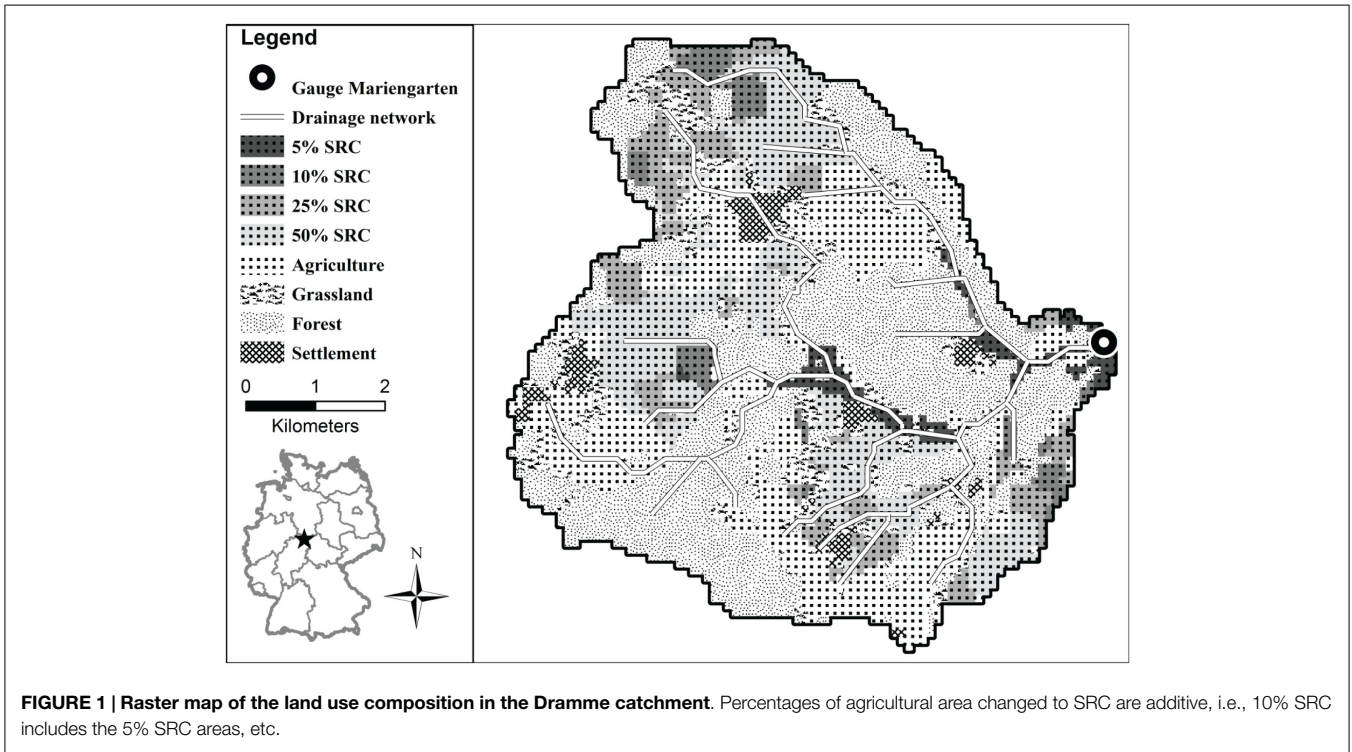 Legend
Gauge Mariengarten
Drainage network
5% SRC
10% SRC
25% SRC
50% SRC
Agriculture
Grassland
Forest
Settlement
0 1 2
Kilometers
N
FIGURE 1 | Raster map of the land use composition in the Dramme catchment. Percentages of agricultural area changed to SRC are additive, i.e., 10% SRC
includes the 5% SRC areas, etc.